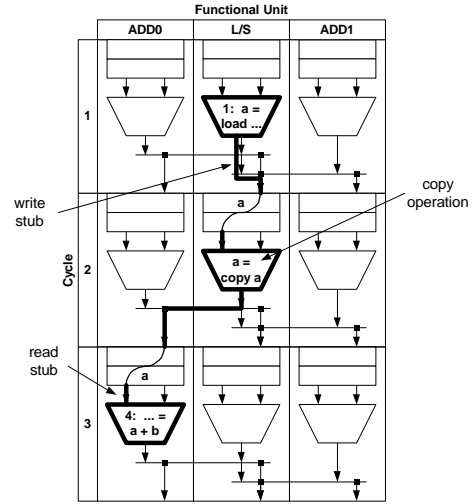 Functional Unit
ADD0 L/S ADD1
Cycle
1
1: a =
load ...
write
stub
a
copy
operation
2
a =
copy a
read
stub
a
3
4: ... =
a + b